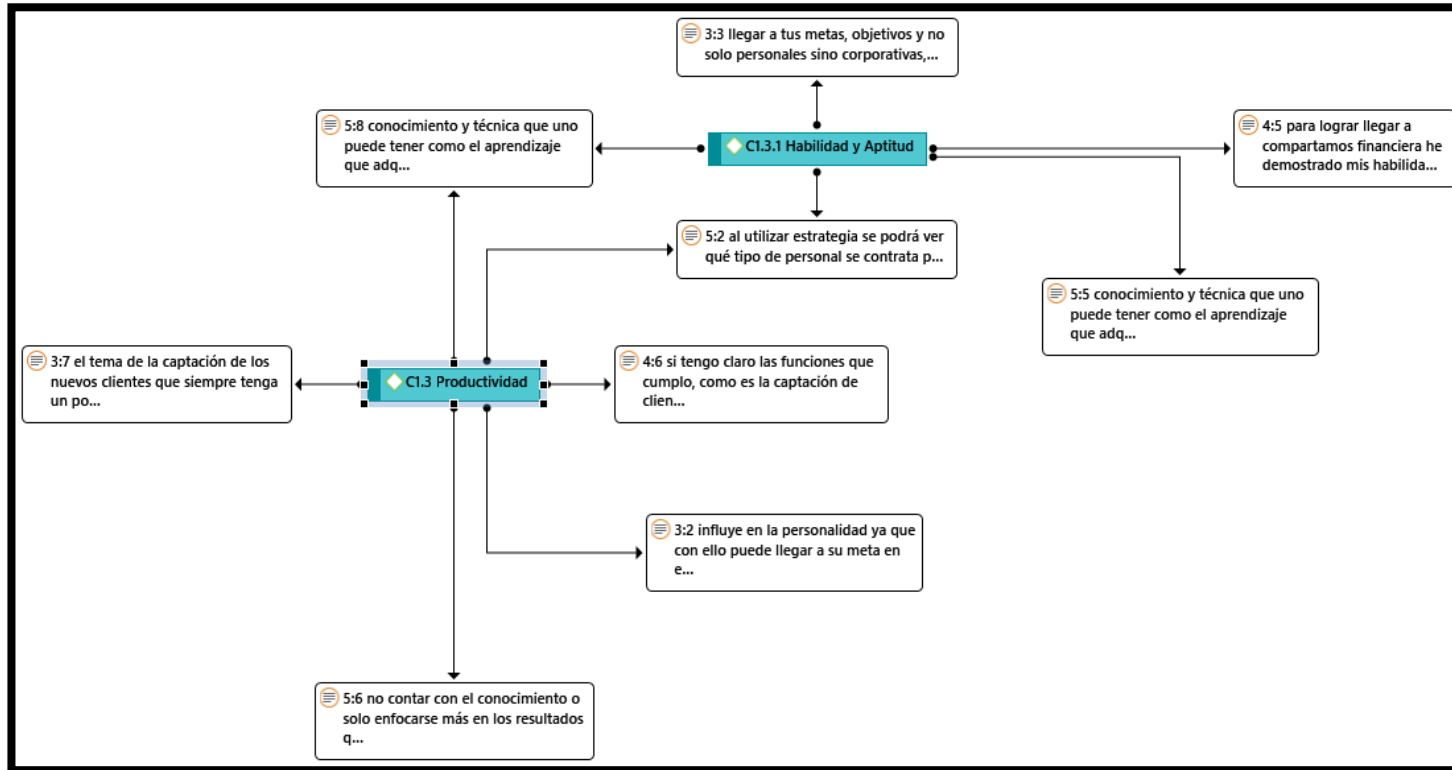 3:3 llegar a tus metas, objetivos y no
solo personales sino corporativas,...
5:8 conocimiento y técnica que uno
puede tener como el aprendizaje
que adq...
C1.3.1 Habilidad y Aptitud
4:5 para lograr llegar a
compartamos financiera he
demostrado mis habilida...
5:2 al utilizar estrategia se podrá ver
qué tipo de personal se contrata p...
5:5 conocimiento y técnica que uno
puede tener como el aprendizaje
que adq...
3:7 el tema de la captación de los
nuevos clientes que siempre tenga
un po...
C1.3 Productividad
4:6 si tengo claro las funciones que
cumplo, como es la captación de
clien...
3:2 influye en la personalidad ya que
con ello puede llegar a su meta en
e...
5:6 no contar con el conocimiento o
solo enfocarse más en los resultados
q...